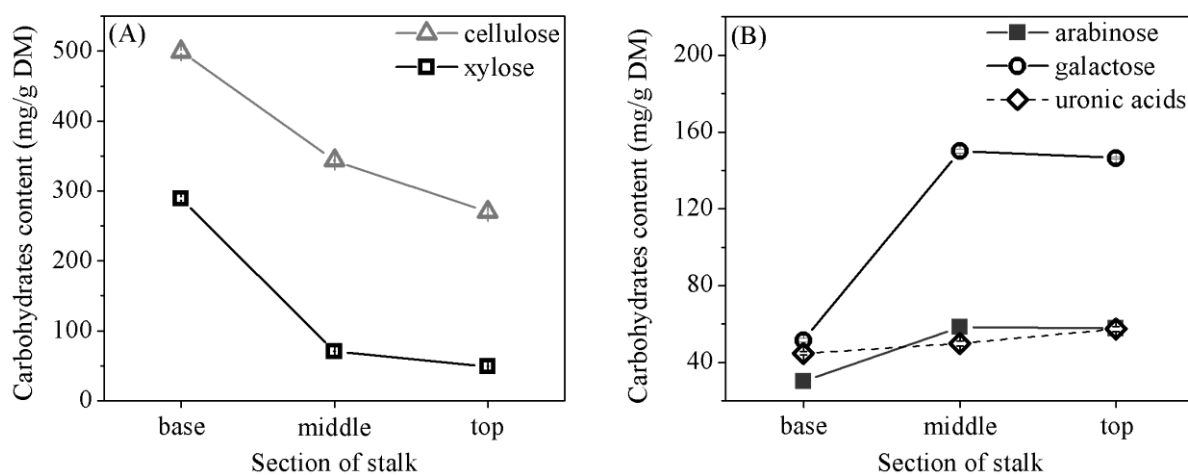 (A)
cellulose
xylose
Carbohydrates content (mg/g DM)
500
400
300
200
100
0
base middle top
Section of stalk
(B)
arabinose
galactose
uronic acids
Carbohydrates content (mg/g DM)
200
160
120
80
40
base middle top
Section of stalk